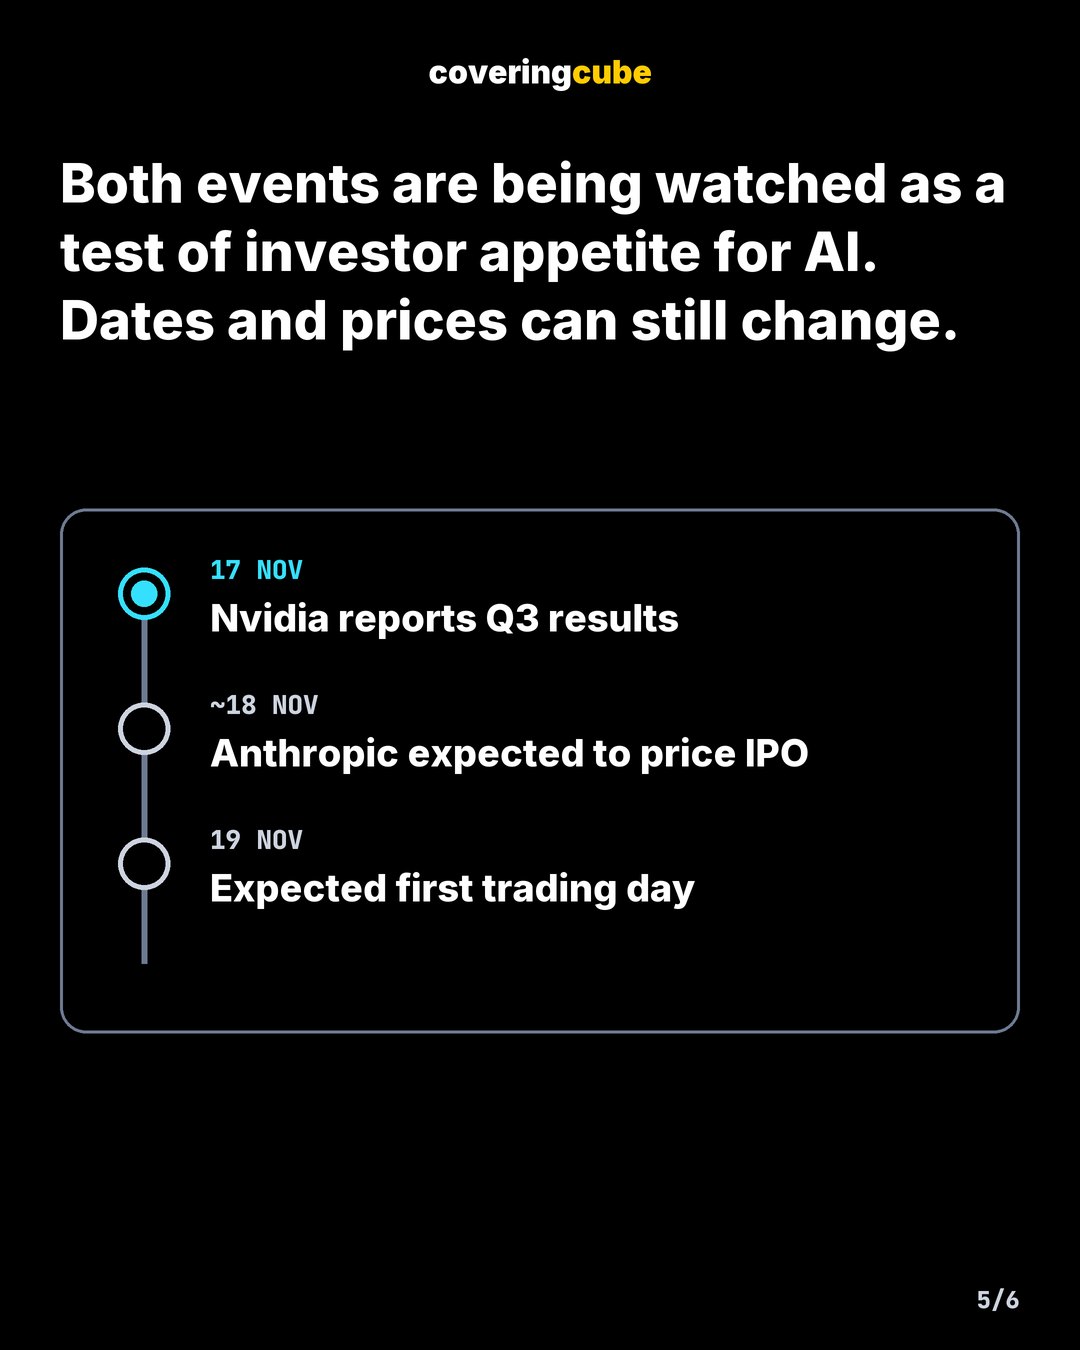 coveringcube
Both events are being watched as a
test of investor appetite for AI.
Dates and prices can still change.
17 NOV
Nvidia reports Q3 results
~18 NOV
Anthropic expected to price IPO
19 NOV
Expected first trading day
5/6